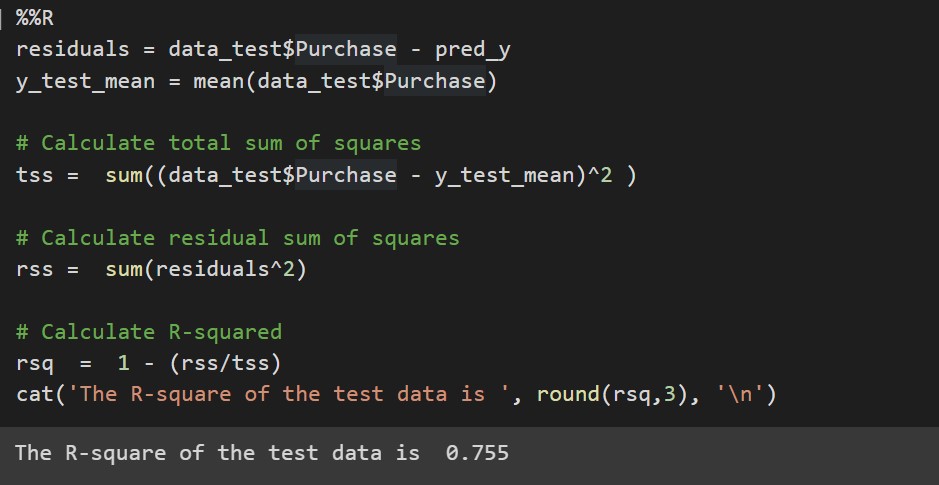 %%R
residuals = data_test$Purchase - pred_y
y_test_mean = mean(data_test$Purchase)
# Calculate total sum of squares
tss =  sum((data_test$Purchase - y_test_mean)^2 )
# Calculate residual sum of squares
rss =  sum(residuals^2)
# Calculate R-squared
rsq  =  1 - (rss/tss)
cat('The R-square of the test data is ', round(rsq,3), '\n')
The R-square of the test data is  0.755